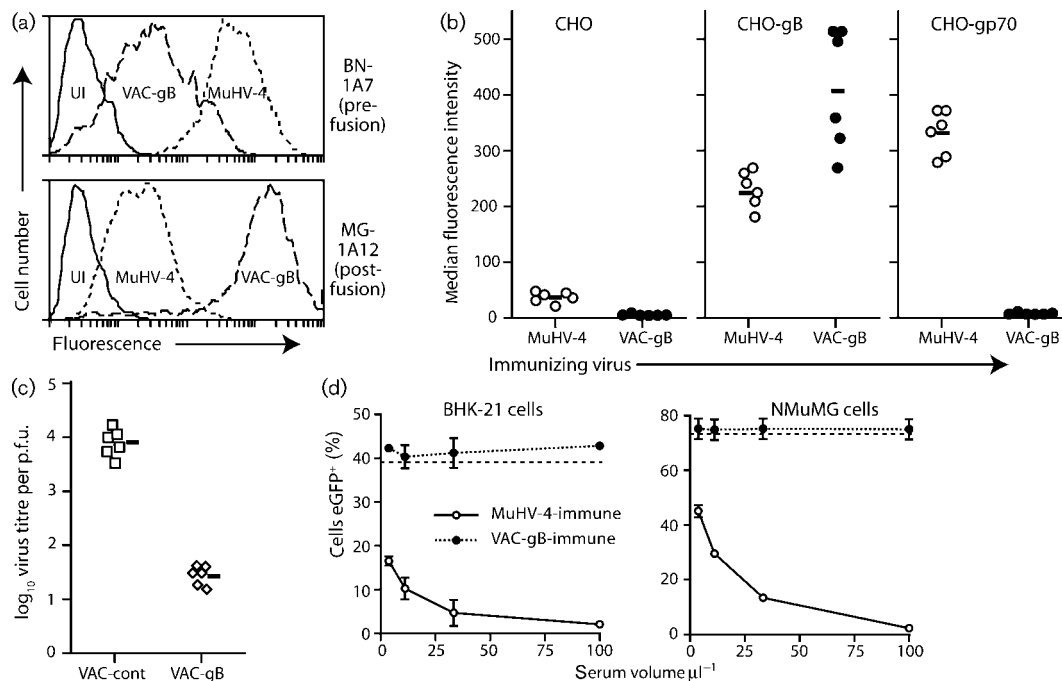 (a)
UI
VAC-gB
MuHV-4
BN-
1A7
(pre-
fusion)
UI
MuHV-4
VAC-gB
MG-
1A12
(post-
fusion)
Cell number
Fluorescence
(b)
CHO
CHO-gB
CHO-gp70
500
400
300
200
100
0
Median fluorescence intensity
MuHV-4
VAC-gB
MuHV-4
VAC-gB
MuHV-4
VAC-gB
Immunizing virus
(c)
5
4
3
2
1
0
log10 virus titre per p.f.u.
VAC-cont
VAC-gB
(d)
BHK-21 cells
50
40
30
20
10
0
Cells eGFP+ (%)
MuHV-4-immune
VAC-gB-immune
0
25
50
75
100
NMuMG cells
80
60
40
20
0
0
25
50
75
100
Serum volume μl−1